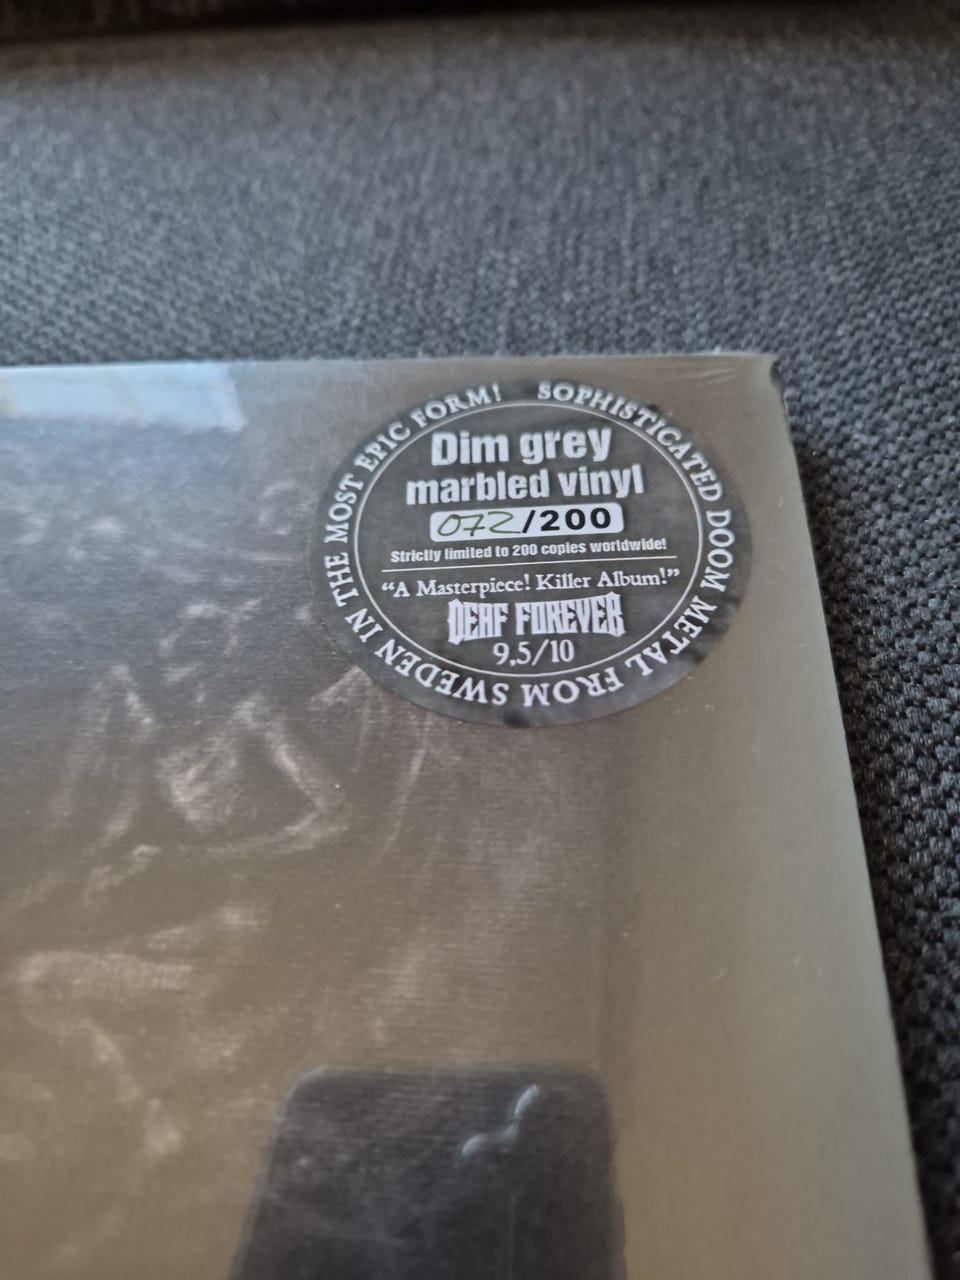 SOPHISTICATED DOOM METAL FROM SWEDEN IN THE MOST EPIC FORM!
Dim grey
marbled vinyl
072/200
Strictly limited to 200 copies worldwide!
“A Masterpiece! Killer Album!”
DEAF FOREVER
9,5/10